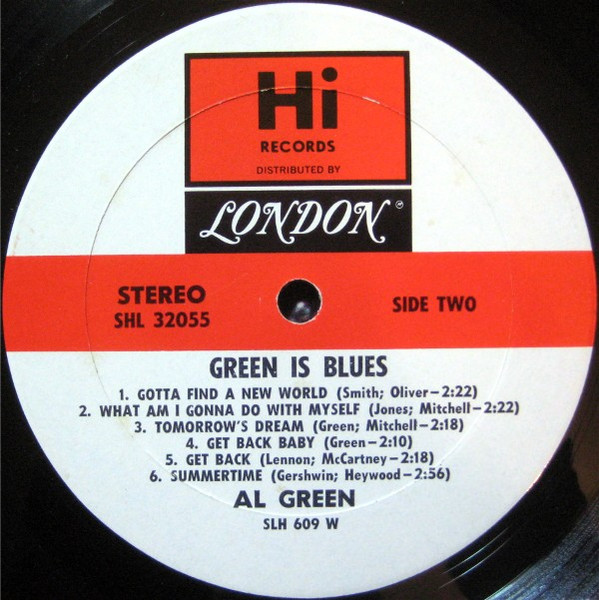 Hi
RECORDS
DISTRIBUTED BY
LONDON ®
STEREO
SHL 32055
SIDE TWO
GREEN IS BLUES
1. GOTTA FIND A NEW WORLD (Smith; Oliver–2:22)
2. WHAT AM I GONNA DO WITH MYSELF (Jones; Mitchell–2:22)
3. TOMORROW'S DREAM (Green; Mitchell–2:18)
4. GET BACK BABY (Green–2:10)
5. GET BACK (Lennon; McCartney–2:18)
6. SUMMERTIME (Gershwin; Heywood–2:56)
AL GREEN
SLH 609 W